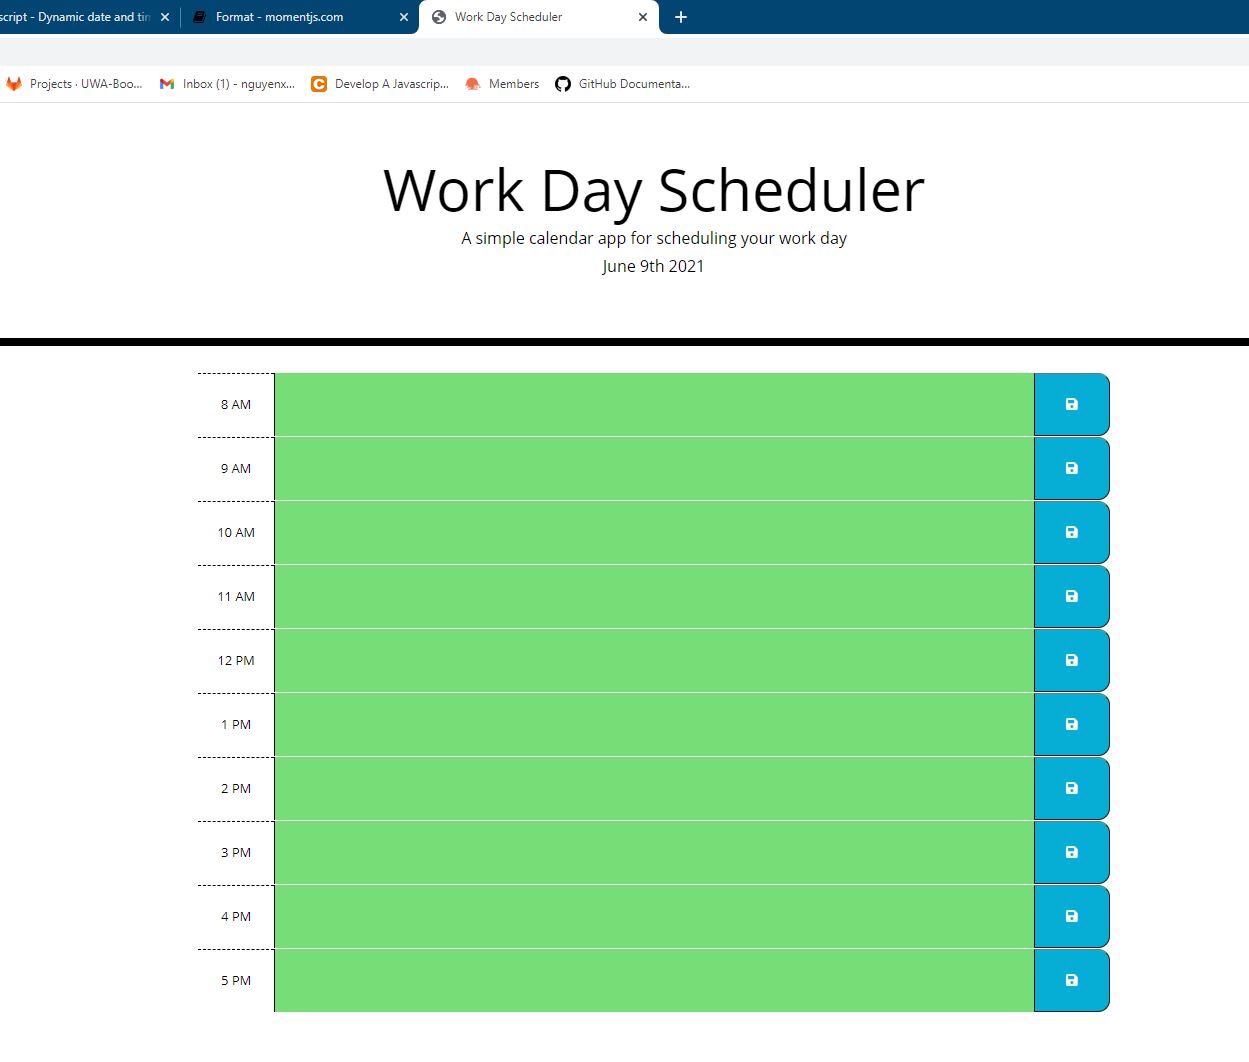 script - Dynamic date and tin
Format - momentjs.com
Work Day Scheduler
Projects · UWA-Boo...
Inbox (1) - nguyenx...
Develop A Javascrip...
Members
GitHub Documenta...
Work Day Scheduler
A simple calendar app for scheduling your work day
June 9th 2021
8 AM
9 AM
10 AM
11 AM
12 PM
1 PM
2 PM
3 PM
4 PM
5 PM